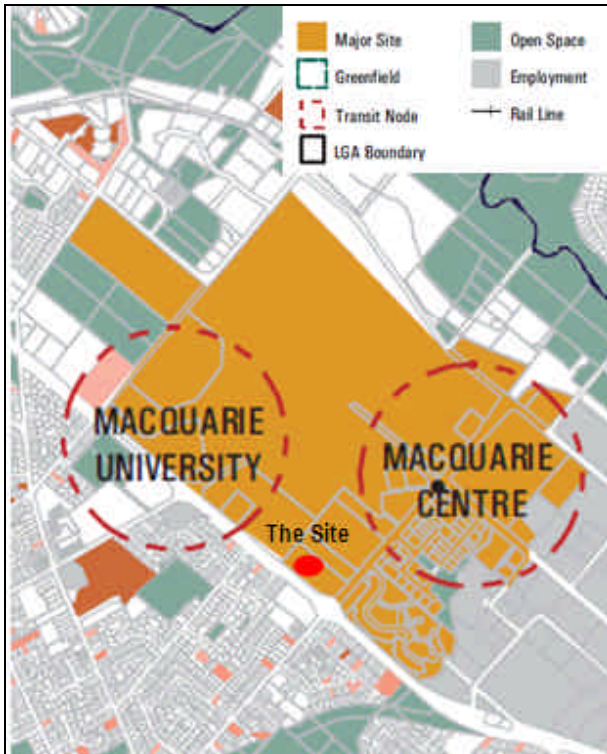 Major Site
Open Space
Greenfield
Employment
Transit Node
Rail Line
LGA Boundary
MACQUARIE
UNIVERSITY
MACQUARIE
CENTRE
The Site